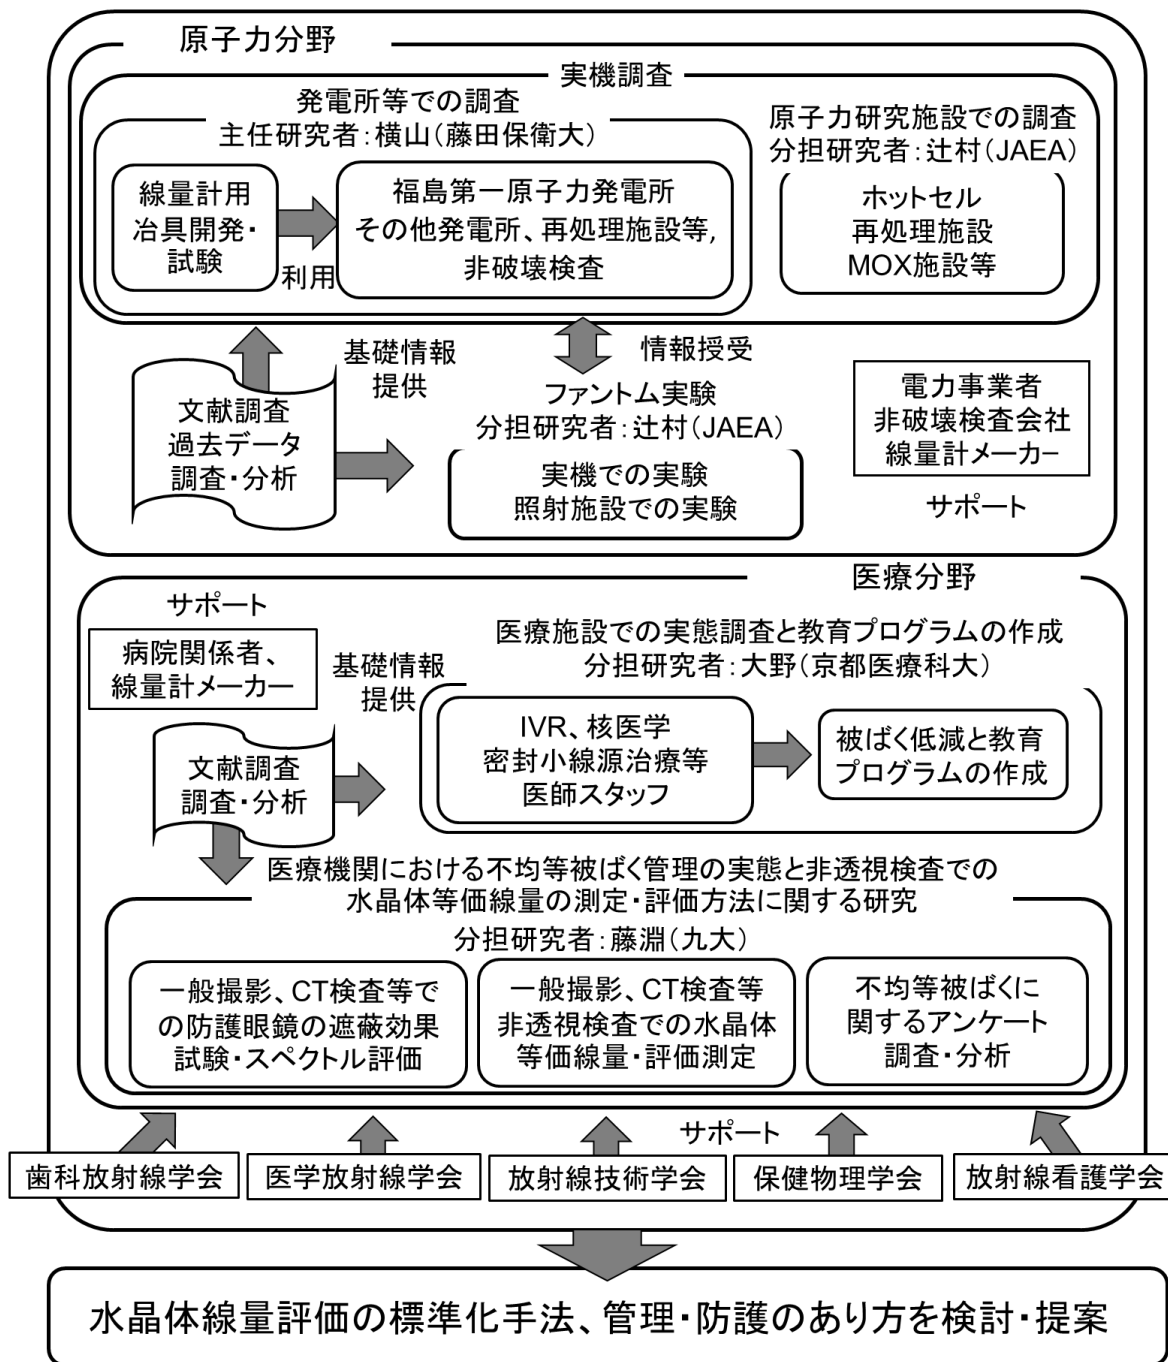 原子力分野
実機調査
発電所等での調査
主任研究者：横山（藤田保衛大）
線量計用
冶具開発・
試験
利用
福島第一原子力発電所
その他発電所、再処理施設等,
非破壊検査
原子力研究施設での調査
分担研究者：辻村（JAEA）
ホットセル
再処理施設
MOX施設等
基礎情報
提供
情報授受
文献調査
過去データ
調査・分析
ファントム実験
分担研究者：辻村（JAEA）
実機での実験
照射施設での実験
電力事業者
非破壊検査会社
線量計メーカー
サポート
医療分野
サポート
病院関係者、
線量計メーカー
基礎情報
提供
文献調査
調査・分析
医療施設での実態調査と教育プログラムの作成
分担研究者：大野（京都医療科大）
IVR、核医学
密封小線源治療等
医師スタッフ
被ばく低減と教育
プログラムの作成
医療機関における不均等被ばく管理の実態と非透視検査での
水晶体等価線量の測定・評価方法に関する研究
分担研究者：藤淵（九大）
一般撮影、CT検査等で
の防護眼鏡の遮蔽効果
試験・スペクトル評価
一般撮影、CT検査等
非透視検査での水晶体
等価線量・評価測定
不均等被ばくに
関するアンケート
調査・分析
サポート
歯科放射線学会
医学放射線学会
放射線技術学会
保健物理学会
放射線看護学会
水晶体線量評価の標準化手法、管理・防護のあり方を検討・提案